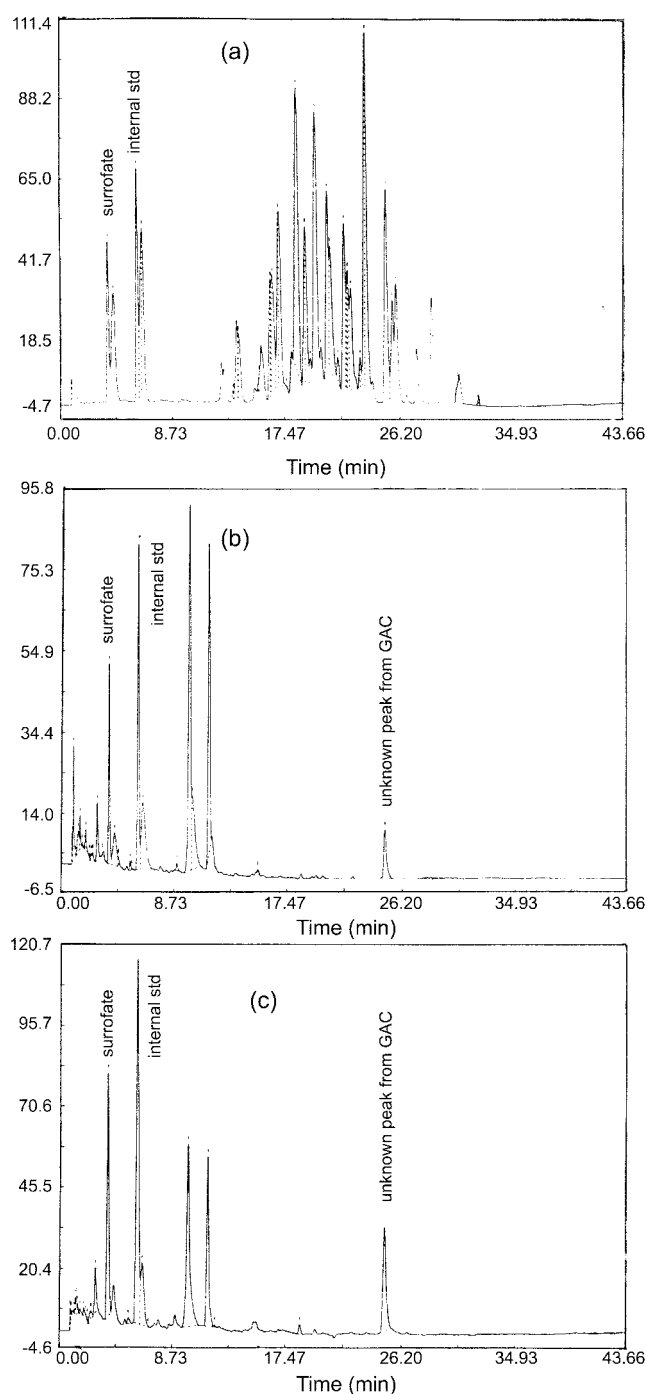 111.4
(a)
internal std
surrofate
88.2
65.0
41.7
18.5
-4.7
0.00 8.73 17.47 26.20 34.93 43.66
Time (min)
95.8
(b)
surrofate
internal std
unknown peak from GAC
75.3
54.9
34.4
14.0
-6.5
0.00 8.73 17.47 26.20 34.93 43.66
Time (min)
120.7
(c)
surrofate
internal std
unknown peak from GAC
95.7
70.6
45.5
20.4
-4.6
0.00 8.73 17.47 26.20 34.93 43.66
Time (min)